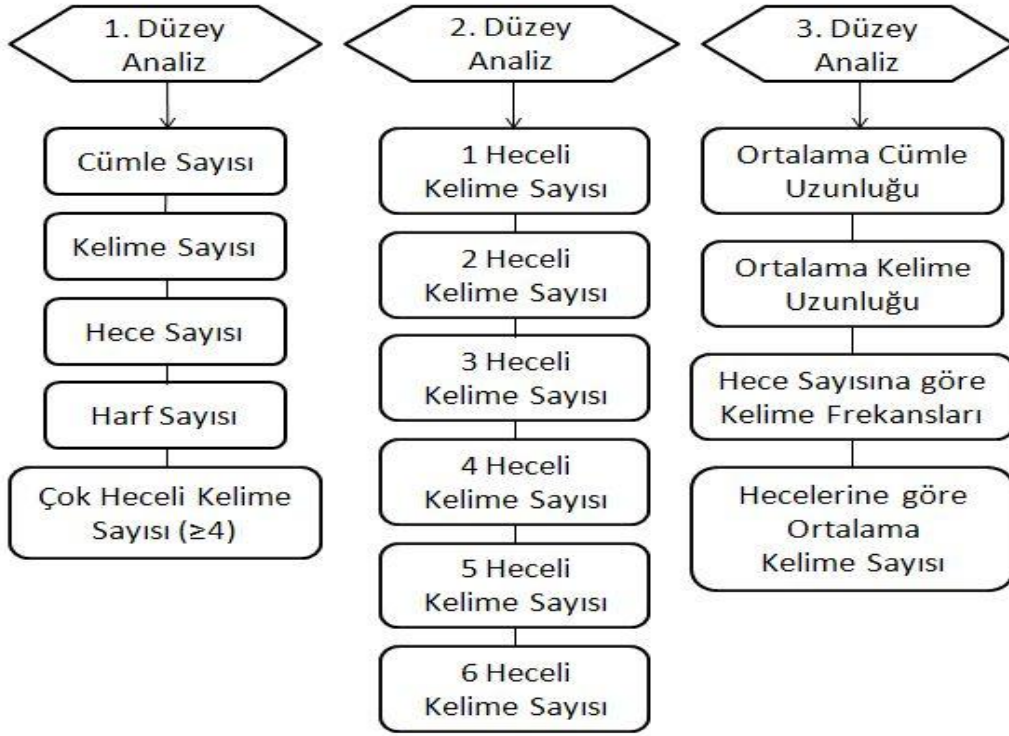 1. Düzey
Analiz
Cümle Sayısı
Kelime Sayısı
Hece Sayısı
Harf Sayısı
Çok Heceli Kelime
Sayısı (≥4)
2. Düzey
Analiz
1 Heceli
Kelime Sayısı
2 Heceli
Kelime Sayısı
3 Heceli
Kelime Sayısı
4 Heceli
Kelime Sayısı
5 Heceli
Kelime Sayısı
6 Heceli
Kelime Sayısı
3. Düzey
Analiz
Ortalama Cümle
Uzunluğu
Ortalama Kelime
Uzunluğu
Hece Sayısına göre
Kelime Frekansları
Hecelerine göre
Ortalama
Kelime Sayısı